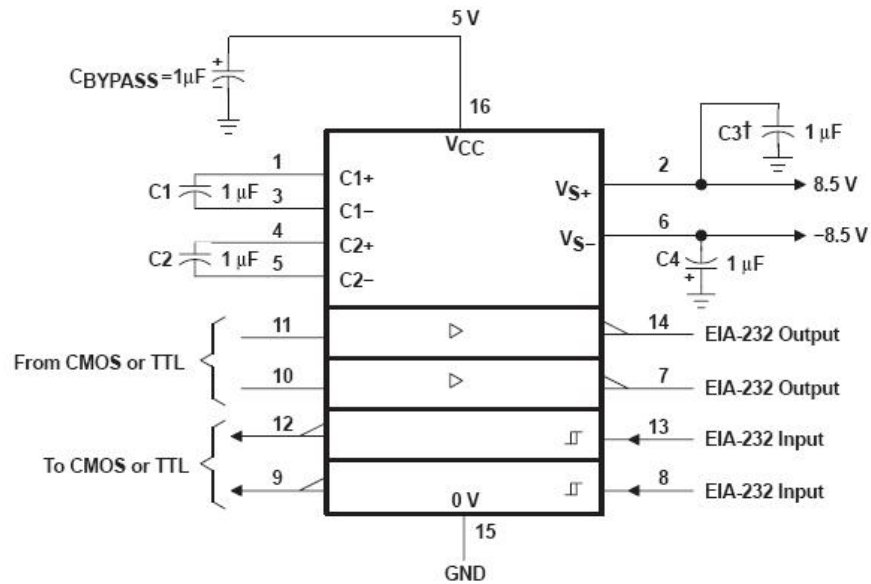 5 V
CBYPASS = 1µF
+
–
16
VCC
C3† 1 µF
1
C1+
2
C1 1 µF
VS+
8.5 V
3
C1–
4
C2+
6
VS–
–8.5 V
C2 1 µF
C4 1 µF
+
5
C2–
11
14
EIA-232 Output
From CMOS or TTL
10
7
EIA-232 Output
12
13
EIA-232 Input
To CMOS or TTL
9
8
EIA-232 Input
0 V
15
GND